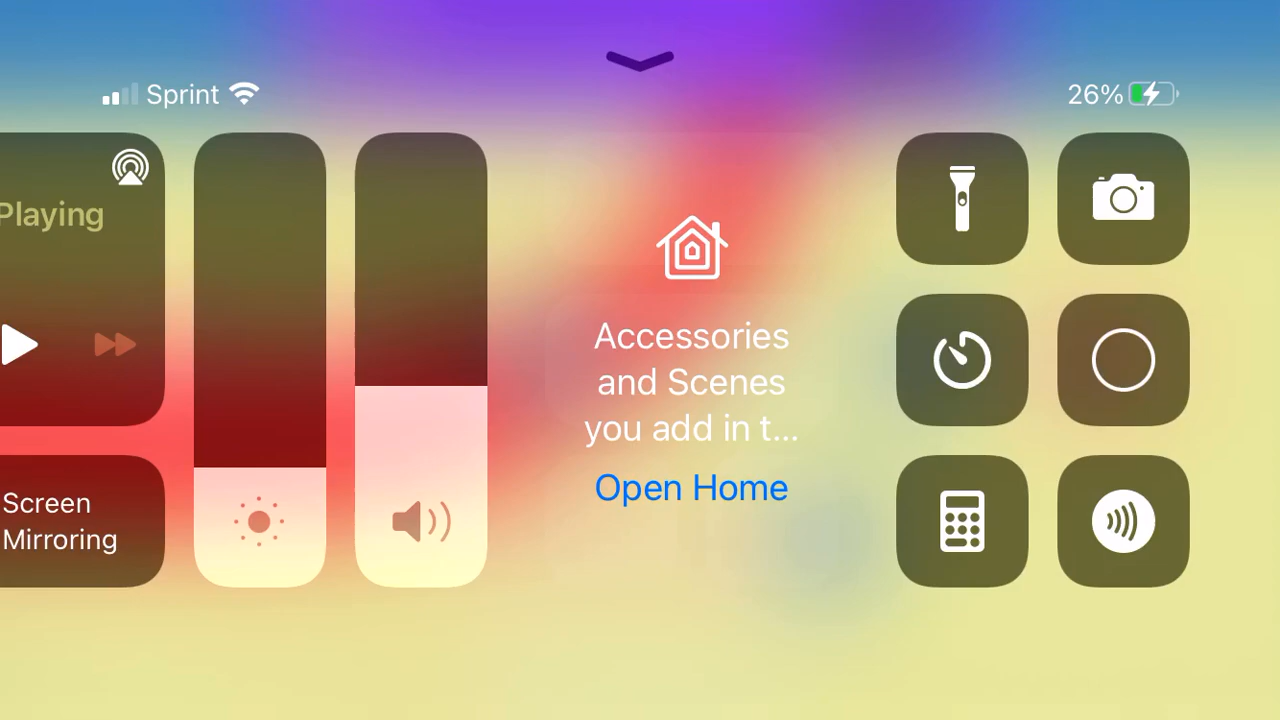 Sprint
26%
Playing
Screen
Mirroring
Accessories
and Scenes
you add in t...
Open Home